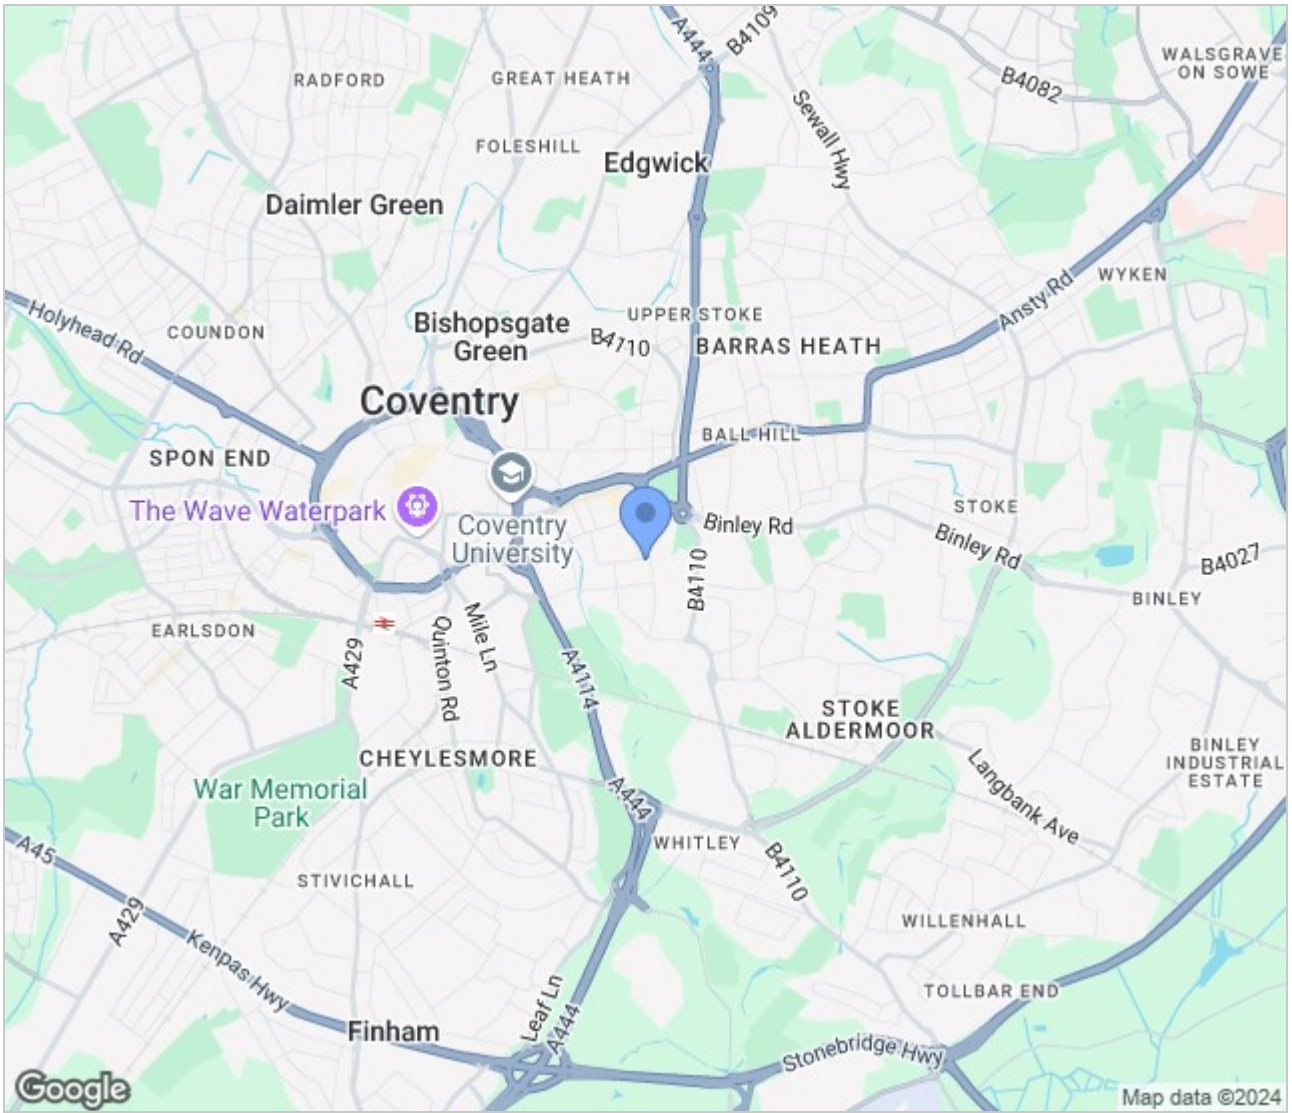 A444
B4109
WALSGRAVE
ON SOWE
RADFORD
GREAT HEATH
B4082
Sewall Hwy
FOLESHILL
Edgwick
Daimler Green
WYKEN
Ansty Rd
Holyhead Rd
COUNDON
Bishopsgate
Green
UPPER STOKE
B4110
BARRAS HEATH
Coventry
BALL HILL
SPON END
The Wave Waterpark
Coventry
University
Binley Rd
STOKE
Binley Rd
B4027
B4110
BINLEY
EARLSDON
A429
Quinton Rd
Mile Ln
A4114
STOKE
ALDERMOOR
CHEYLESMORE
BINLEY
INDUSTRIAL
ESTATE
Langbank Ave
War Memorial
Park
A444
WHITLEY
A45
B4110
STIVICHALL
A429
WILLENHALL
Kenpas Hwy
TOLLBAR END
Leaf Ln
A444
Finham
Stonebridge Hwy
Google
Map data ©2024